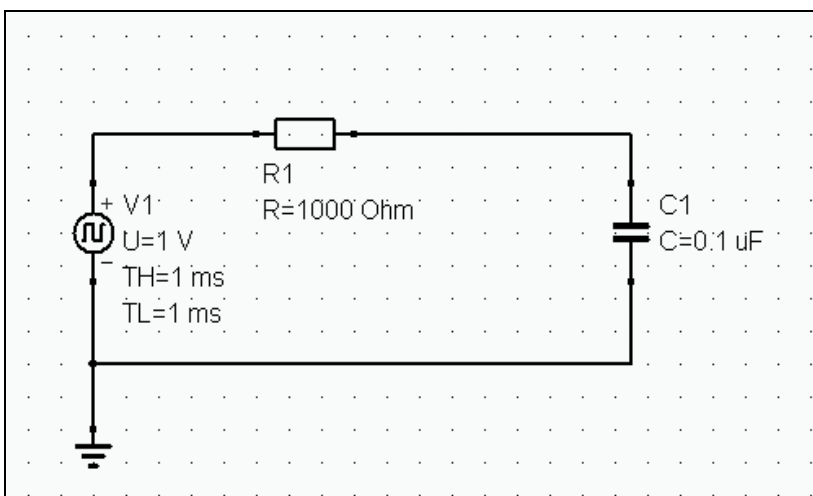 R1
R=1000 Ohm
+ V1
U=1 V
–
TH=1 ms
TL=1 ms
C1
C=0.1 uF